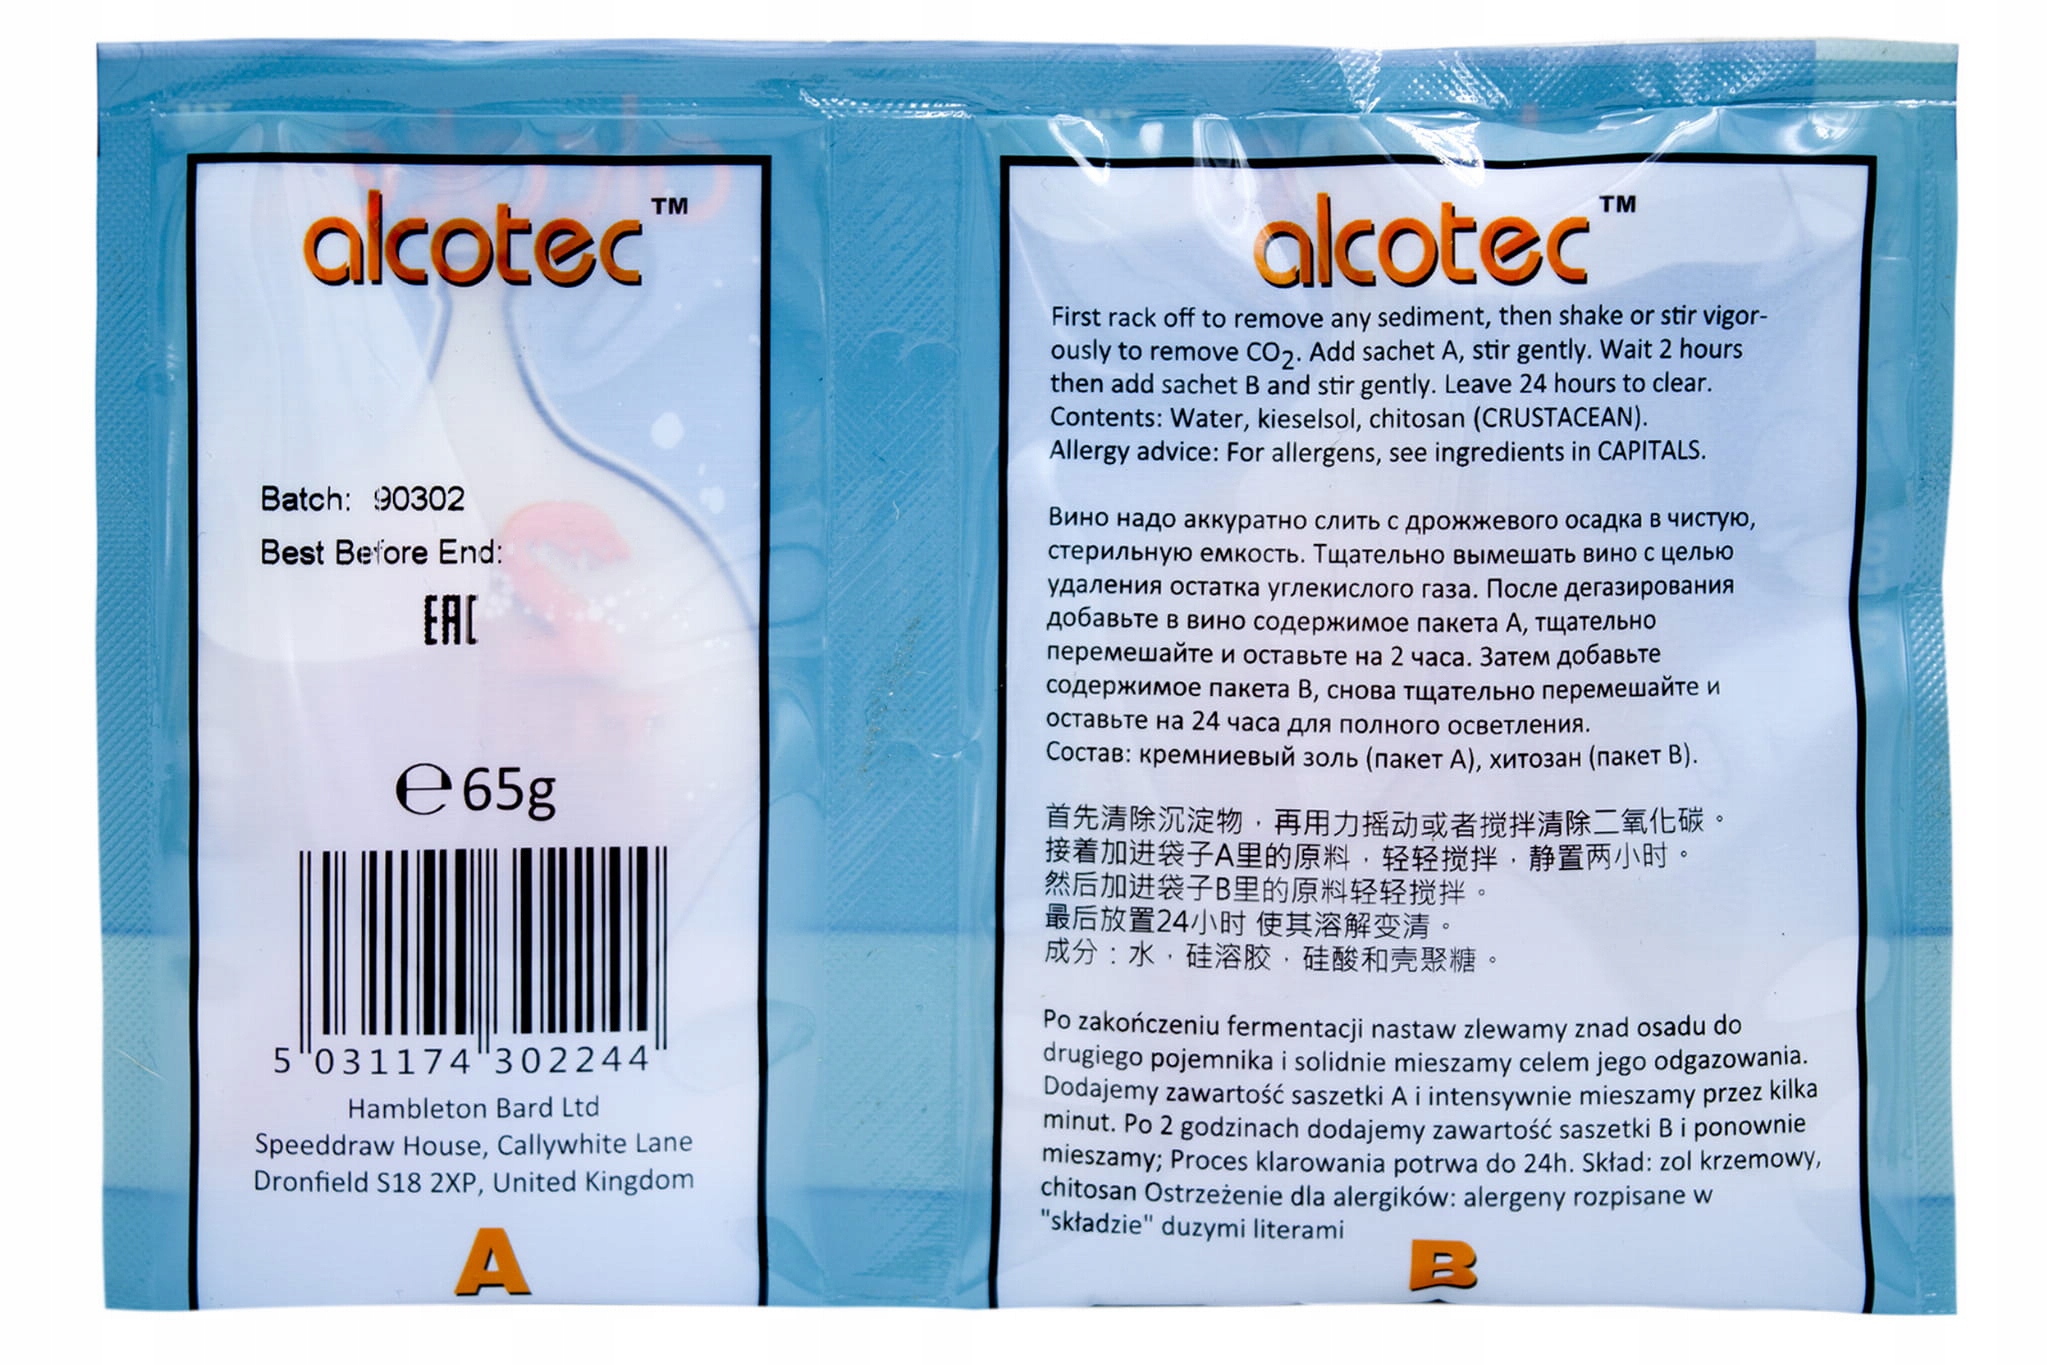 alcotec™
Batch: 90302
Best Before End:
EAC
℮65g
5 031174 302244
Hambleton Bard Ltd
Speeddraw House, Callywhite Lane
Dronfield S18 2XP, United Kingdom
A
alcotec™
First rack off to remove any sediment, then shake or stir vigor-
ously to remove CO₂. Add sachet A, stir gently. Wait 2 hours
then add sachet B and stir gently. Leave 24 hours to clear.
Contents: Water, kieselsol, chitosan (CRUSTACEAN).
Allergy advice: For allergens, see ingredients in CAPITALS.
Вино надо аккуратно слить с дрожжевого осадка в чистую,
стерильную емкость. Тщательно вымешать вино с целью
удаления остатка углекислого газа. После дегазирования
добавьте в вино содержимое пакета А, тщательно
перемешайте и оставьте на 2 часа. Затем добавьте
содержимое пакета В, снова тщательно перемешайте и
оставьте на 24 часа для полного осветления.
Состав: кремниевый золь (пакет А), хитозан (пакет В).
首先清除沉淀物，再用力摇动或者搅拌清除二氧化碳。
接着加进袋子A里的原料，轻轻搅拌，静置两小时。
然后加进袋子B里的原料轻轻搅拌。
最后放置24小时 使其溶解变清。
成分：水，硅溶胶，硅酸和壳聚糖。
Po zakończeniu fermentacji nastaw zlewamy znad osadu do
drugiego pojemnika i solidnie mieszamy celem jego odgazowania.
Dodajemy zawartość saszetki A i intensywnie mieszamy przez kilka
minut. Po 2 godzinach dodajemy zawartość saszetki B i ponownie
mieszamy; Proces klarowania potrwa do 24h. Skład: zol krzemowy,
chitosan Ostrzeżenie dla alergików: alergeny rozpisane w
"składzie" duzymi literami
B